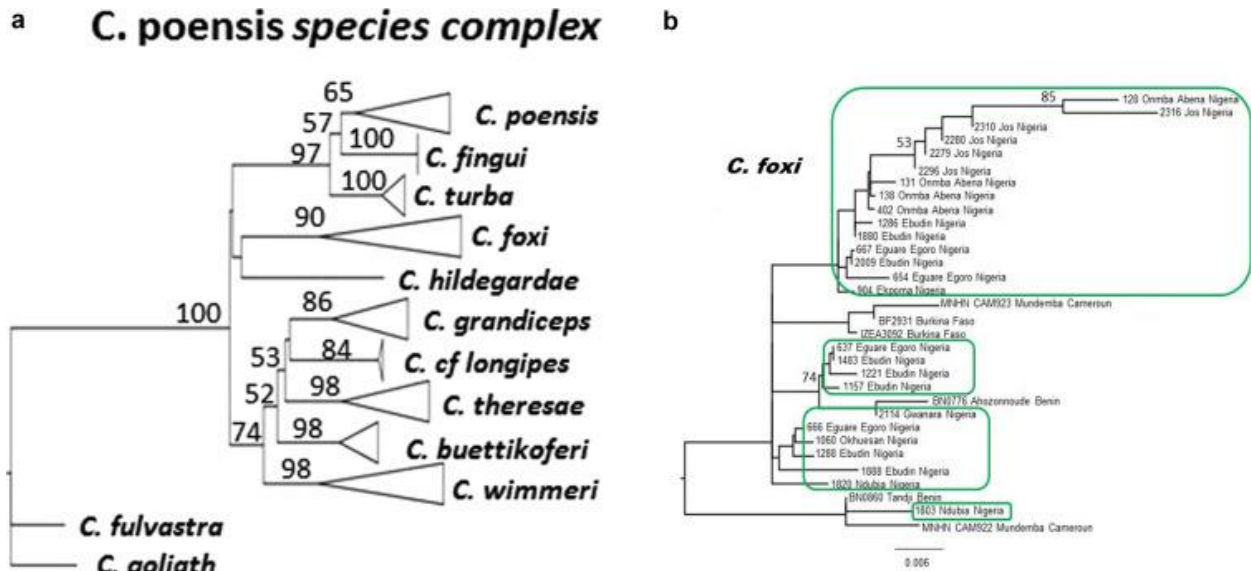 a
C. poensis species complex
65
57
97
C. poensis
100
C. fingui
100
C. turba
90
C. foxi
C. hildegardae
100
86
C. grandiceps
53
84
C. cf longipes
52
98
C. theresae
74
98
C. buettikoferi
98
C. wimmeri
C. fulvastra
C. goliath
b
C. foxi
85
128 Onmba Abena Nigeria
2316 Jos Nigeria
2310 Jos Nigeria
53
2280 Jos Nigeria
2279 Jos Nigeria
2296 Jos Nigeria
131 Onmba Abena Nigeria
138 Onmba Abena Nigeria
402 Onmba Abena Nigeria
1286 Ebudin Nigeria
1880 Ebudin Nigeria
667 Eguare Egoro Nigeria
2009 Ebudin Nigeria
654 Eguare Egoro Nigeria
904 Ekpoma Nigeria
MNHN CAM923 Mundemba Cameroun
BF2931 Burkina Faso
IZEA3092 Burkina Faso
637 Eguare Egoro Nigeria
1483 Ebudin Nigeria
74
1221 Ebudin Nigeria
1157 Ebudin Nigeria
BN0776 Ahozonnoude Benin
2114 Gwanara Nigeria
666 Eguare Egoro Nigeria
1060 Okhuesan Nigeria
1288 Ebudin Nigeria
1888 Ebudin Nigeria
1820 Ndubia Nigeria
BN0860 Tandji Benin
1803 Ndubia Nigeria
MNHN CAM922 Mundemba Cameroun
0.006